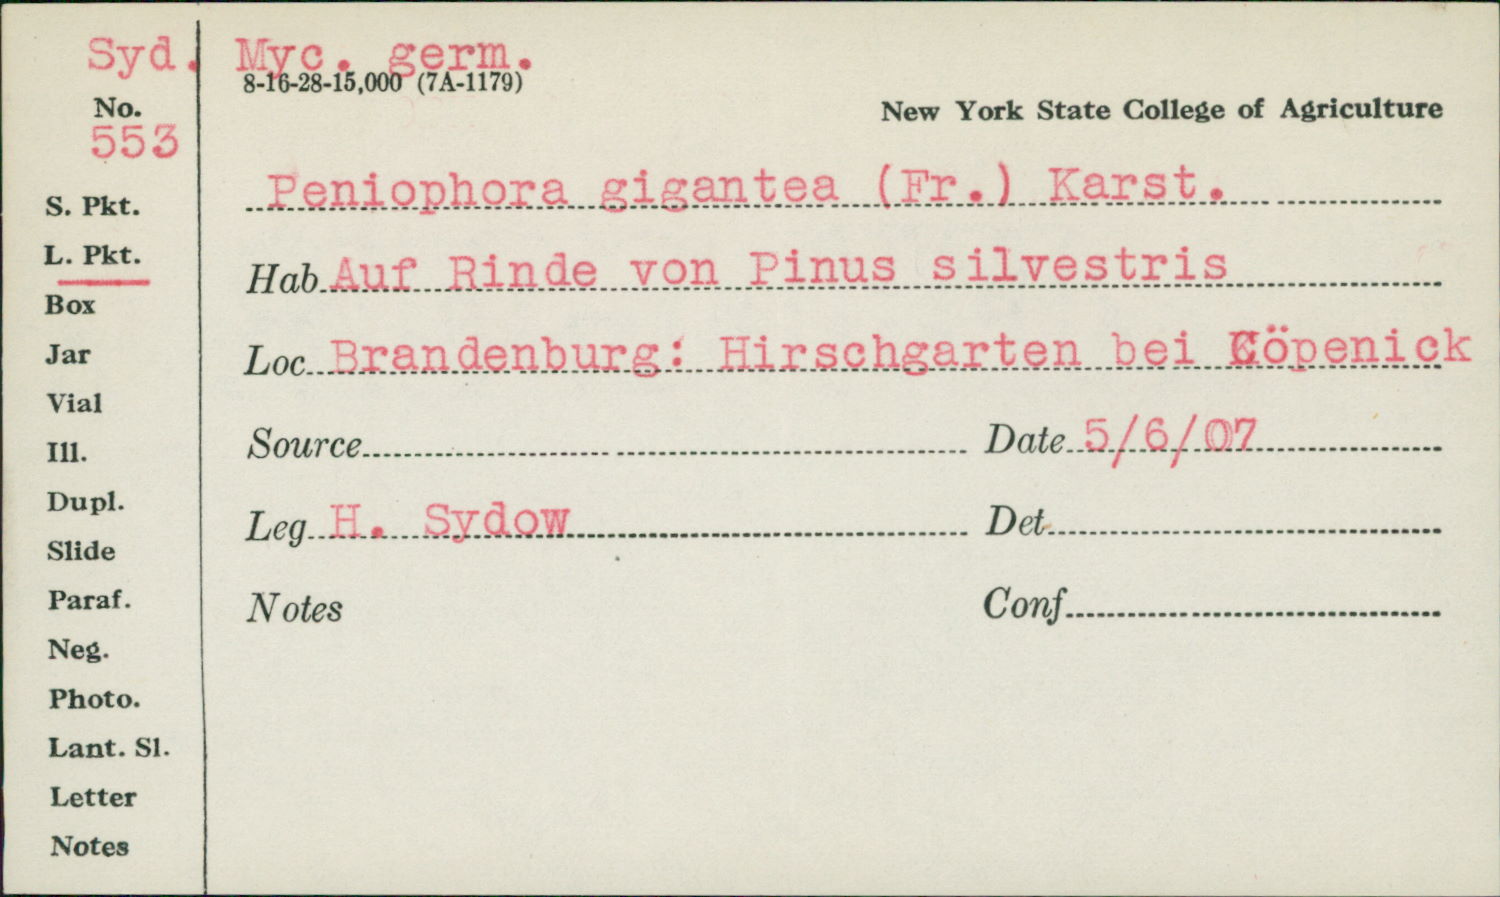 Syd. Myc. germ.
8-16-28-15,000 (7A-1179)
No.
553
New York State College of Agriculture
Peniophora gigantea (Fr.) Karst.
S. Pkt.
L. Pkt.
Hab. Auf Rinde von Pinus silvestris
Box
Jar
Loc. Brandenburg: Hirschgarten bei Cöpenick
Vial
Ill.
Source Date 5/6/07
Dupl.
Leg. H. Sydow Det.
Slide
Paraf.
Notes Conf.
Neg.
Photo.
Lant. Sl.
Letter
Notes